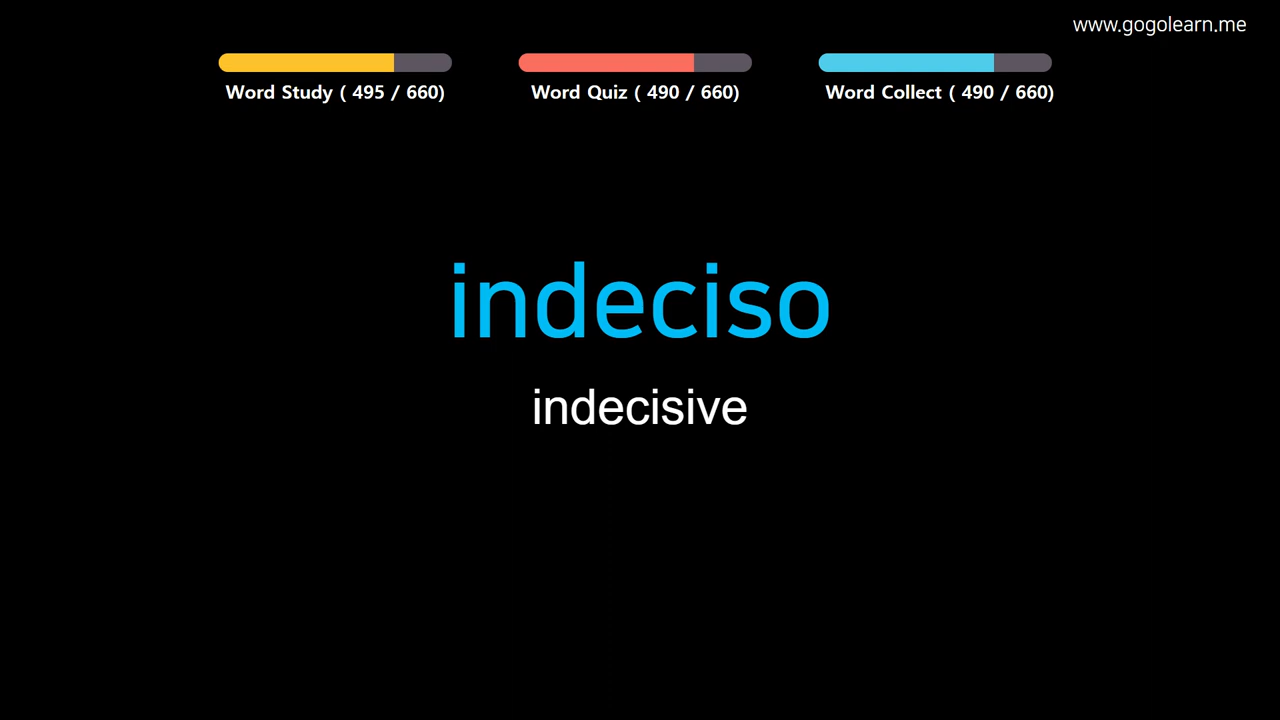 www.gogolearn.me
Word Study ( 495 / 660)
Word Quiz ( 490 / 660)
Word Collect ( 490 / 660)
indeciso
indecisive